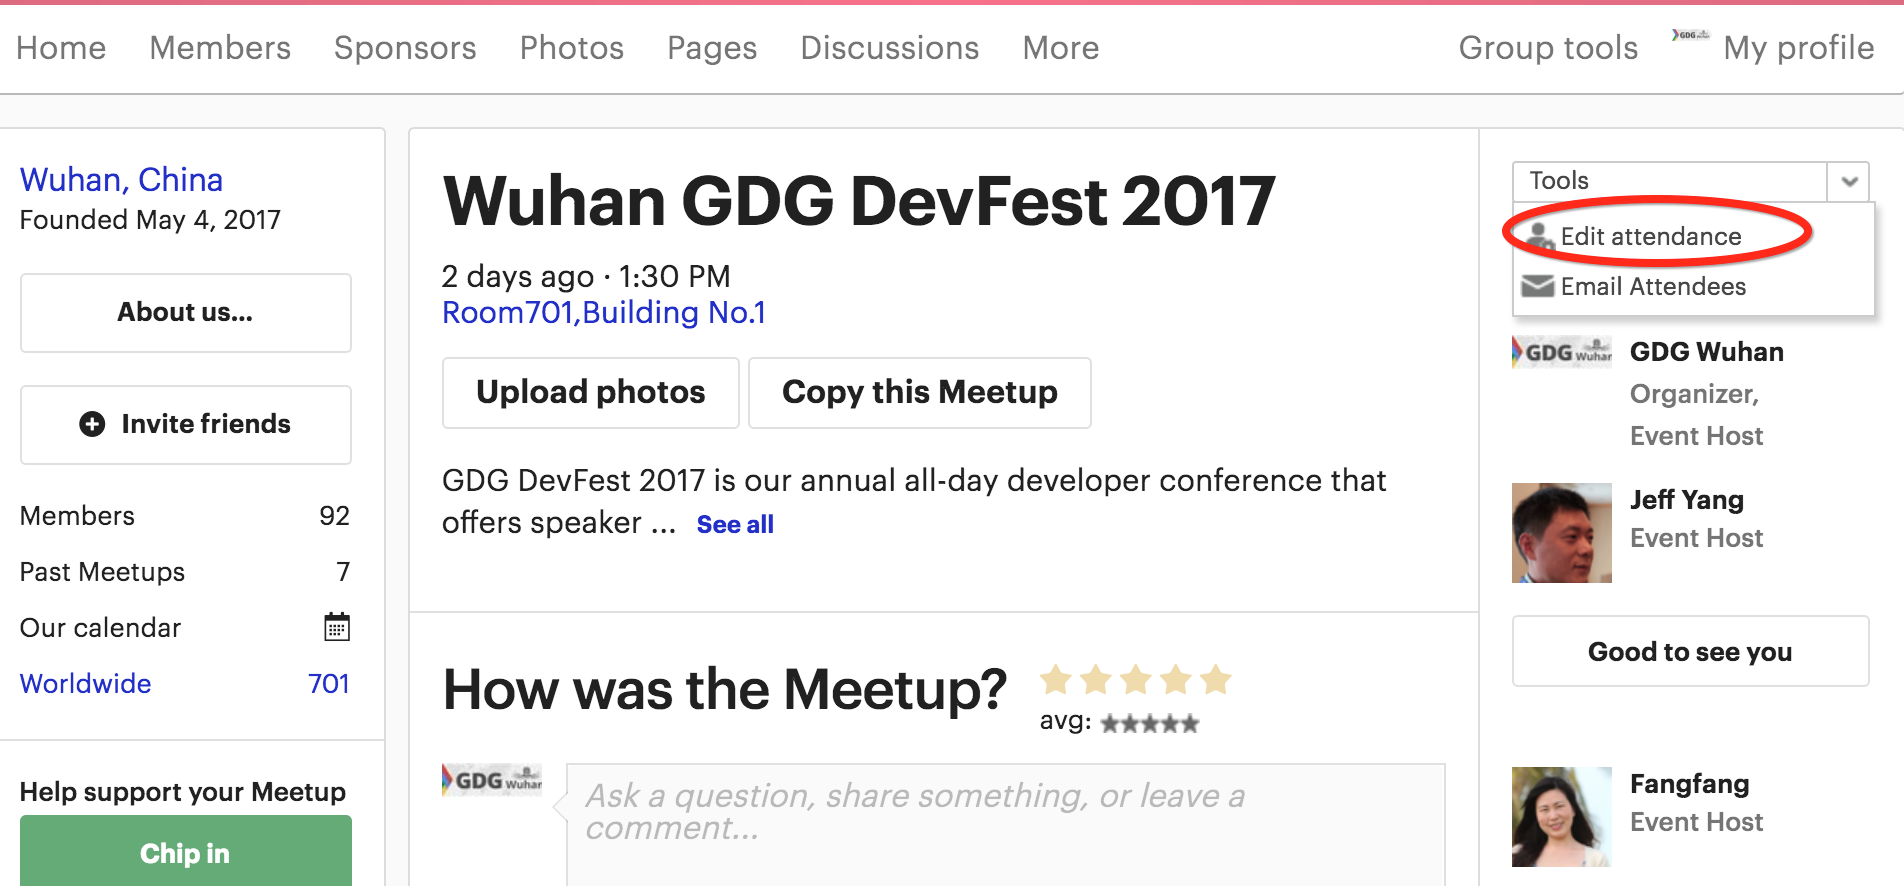 Home Members Sponsors Photos Pages Discussions More Group tools GDG Wuhan My profile
Wuhan, China
Founded May 4, 2017
About us...
Invite friends
Members 92
Past Meetups 7
Our calendar
Worldwide 701
Help support your Meetup
Chip in
Wuhan GDG DevFest 2017
2 days ago · 1:30 PM
Room701,Building No.1
Upload photos Copy this Meetup
GDG DevFest 2017 is our annual all-day developer conference that
offers speaker ... See all
How was the Meetup?
avg:
GDG Wuhan
Ask a question, share something, or leave a
comment...
Tools
Edit attendance
Email Attendees
GDG Wuhan
GDG Wuhan
Organizer,
Event Host
Jeff Yang
Event Host
Good to see you
Fangfang
Event Host